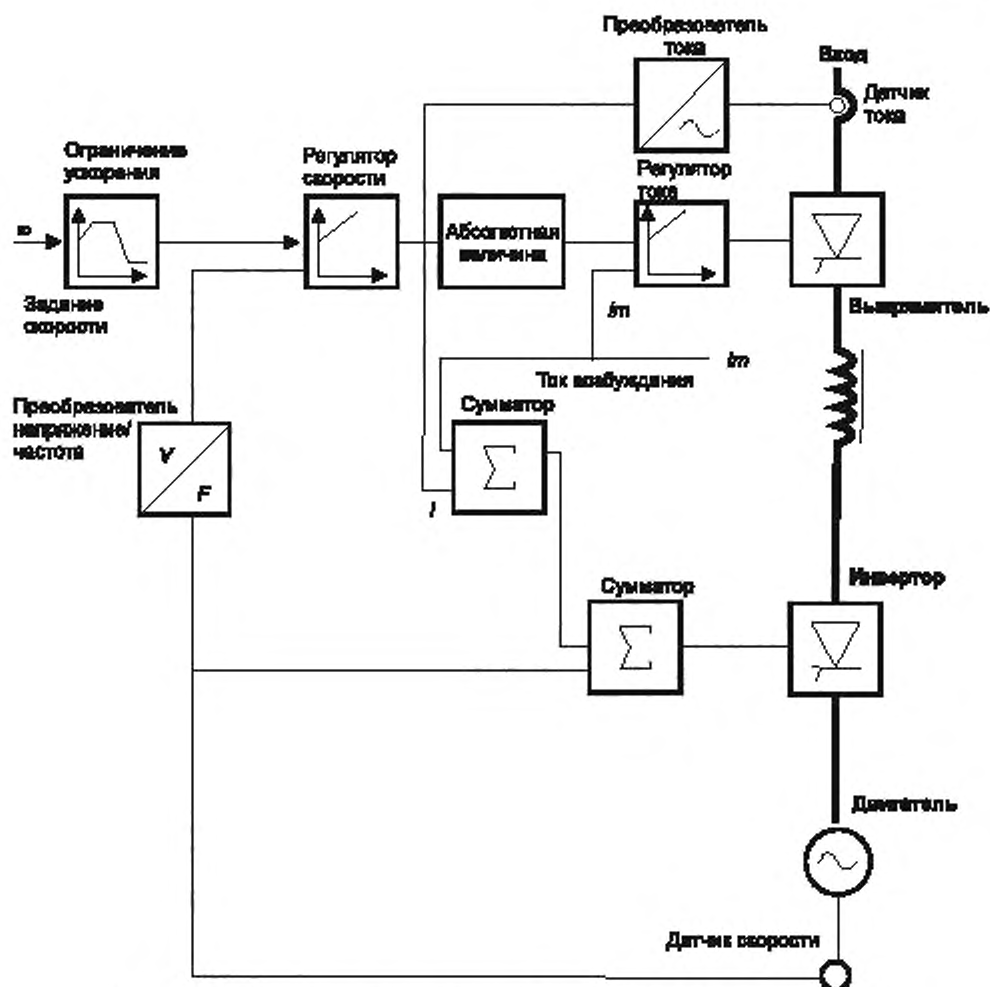 Преобразователь
тока
Вход
Датчик
тока
Ограничение
ускорения
Регулятор
скорости
Регулятор
тока
ω
Абсолютная
величина
Задание
скорости
Выпрямитель
im
im
Ток возбуждения
Преобразователь
напряжение/
частота
Сумматор
V
F
Σ
I
Инвертор
Сумматор
Σ
Двигатель
Датчик скорости